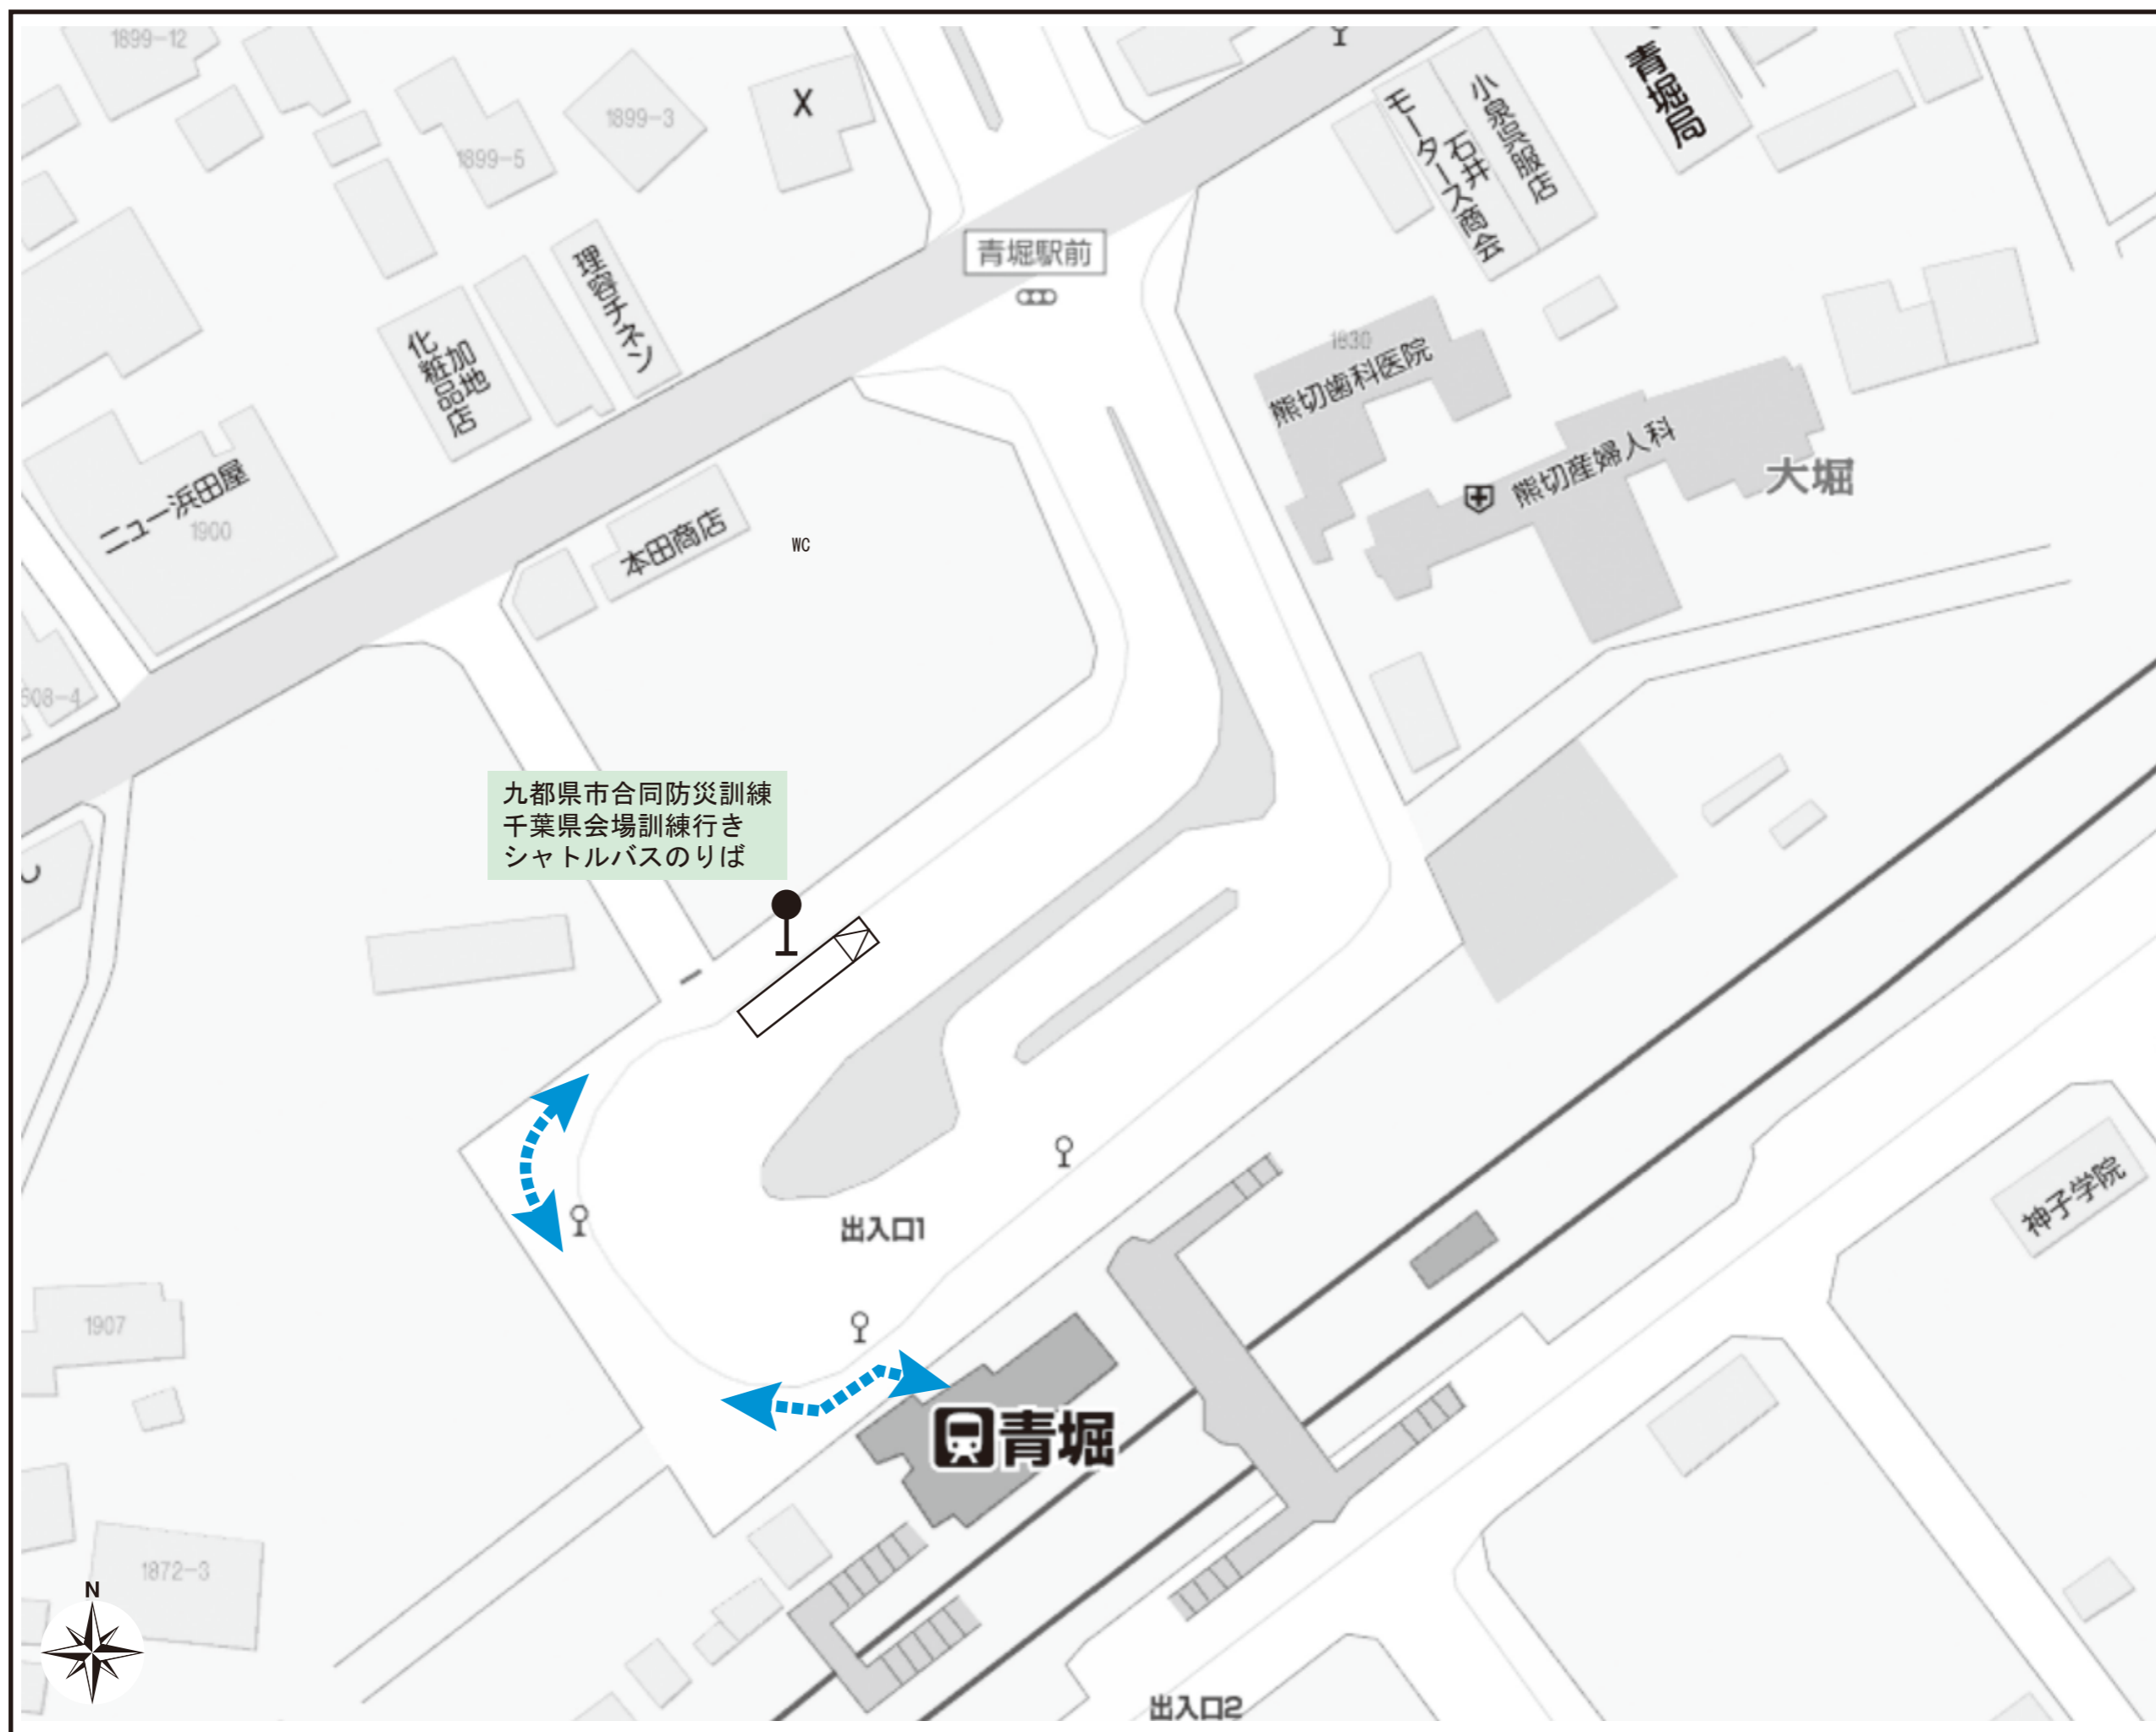 1899-12
1899-5
1899-3
X
小泉呉服店
石井
モータース商会
青堀局
青堀駅前
理容チネン
加地
化粧品店
1830
熊切歯科医院
熊切産婦人科
大堀
ニュー浜田屋
1900
本田商店
WC
608-4
九都県市合同防災訓練
千葉県会場訓練行き
シャトルバスのりば
出入口1
神子学院
1907
青堀
1872-3
N
出入口2